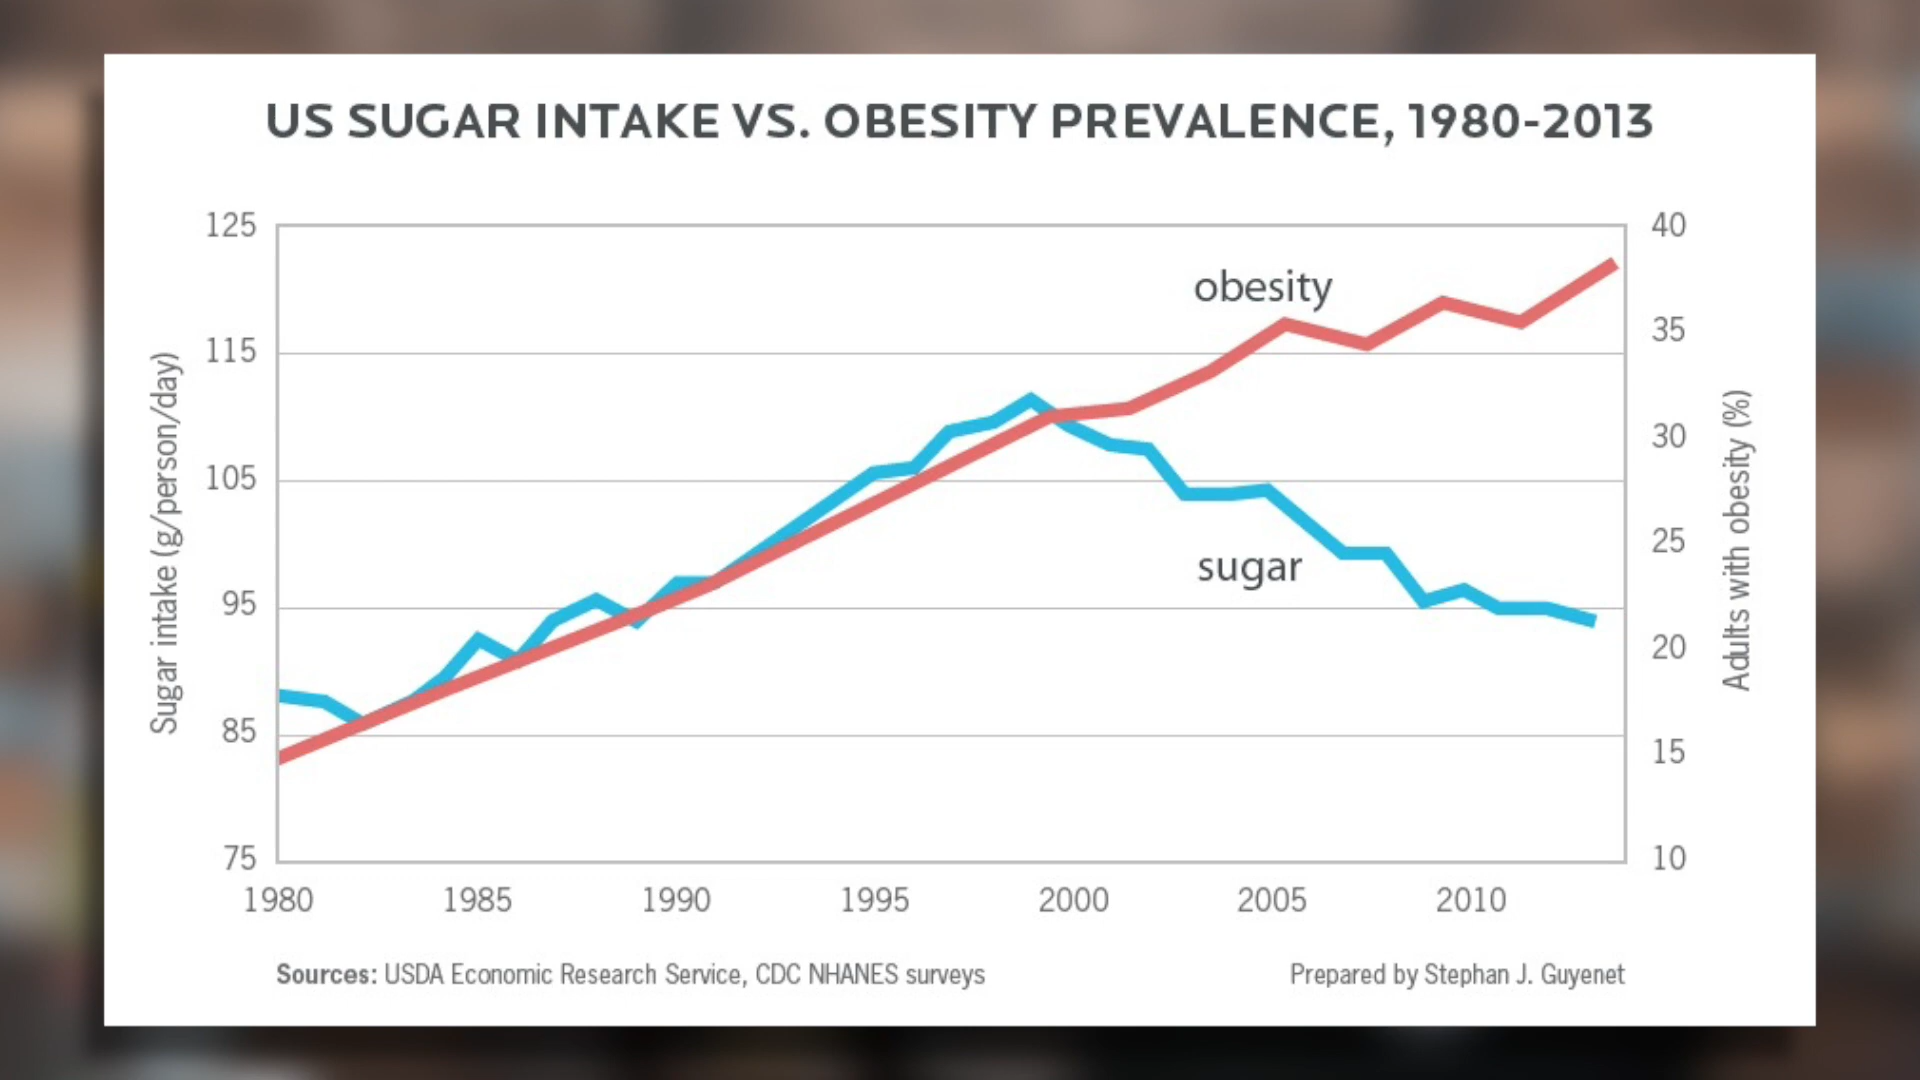 US SUGAR INTAKE VS. OBESITY PREVALENCE, 1980-2013
125
115
105
95
85
75
Sugar intake (g/person/day)
40
35
30
25
20
15
10
Adults with obesity (%)
obesity
sugar
1980 1985 1990 1995 2000 2005 2010
Sources: USDA Economic Research Service, CDC NHANES surveys
Prepared by Stephan J. Guyenet